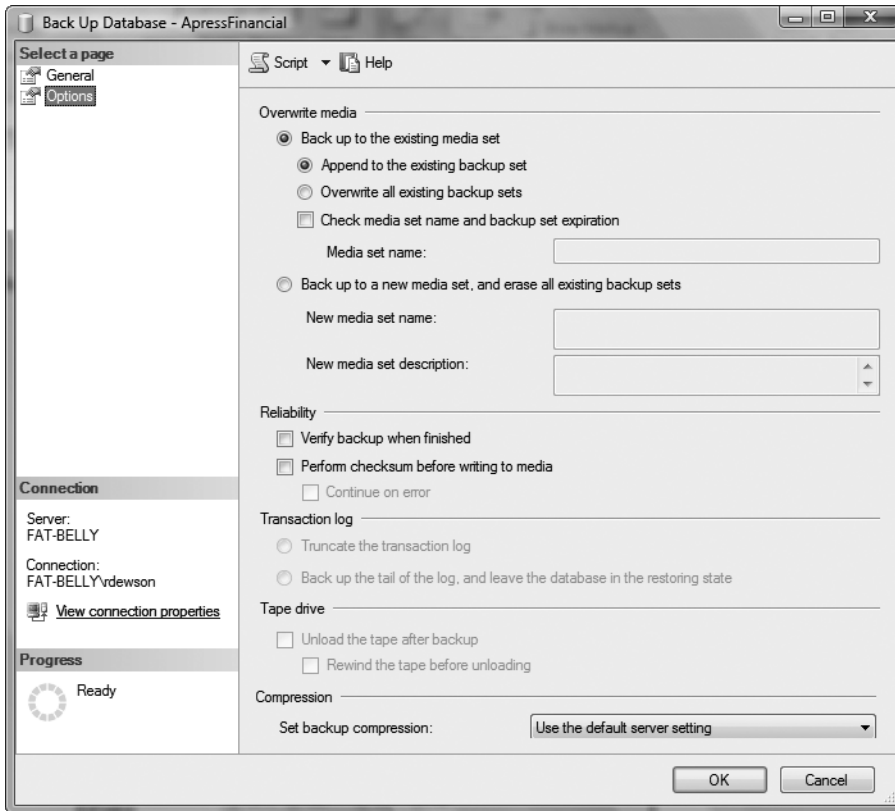 Back Up Database - ApressFinancial
Select a page
General
Options
Script
Help
Overwrite media
Back up to the existing media set
Append to the existing backup set
Overwrite all existing backup sets
Check media set name and backup set expiration
Media set name:
Back up to a new media set, and erase all existing backup sets
New media set name:
New media set description:
Reliability
Verify backup when finished
Perform checksum before writing to media
Continue on error
Transaction log
Truncate the transaction log
Back up the tail of the log, and leave the database in the restoring state
Tape drive
Unload the tape after backup
Rewind the tape before unloading
Compression
Set backup compression: Use the default server setting
Connection
Server:
FAT-BELLY
Connection:
FAT-BELLY\rdewson
View connection properties
Progress
Ready
OK
Cancel